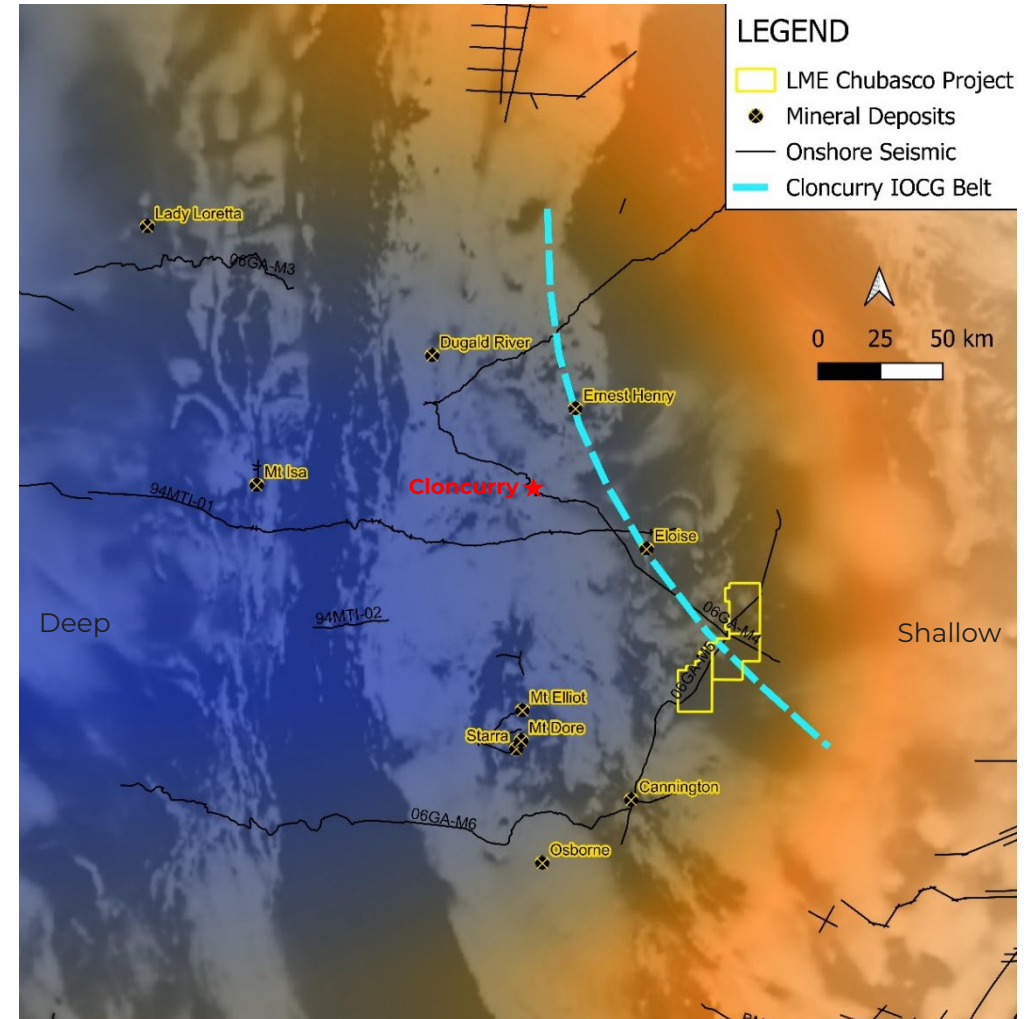 LEGEND
LME Chubasco Project
Mineral Deposits
Onshore Seismic
Cloncurry IOCG Belt
Lady Loretta
06GA-M3
0 25 50 km
Dugald River
Ernest Henry
Mt Isa
Cloncurry
94MTI-01
Eloise
Deep
94MTI-02
06GA-M4
Shallow
06GA-M5
Mt Elliot
Starra
Mt Dore
Cannington
06GA-M6
Osborne